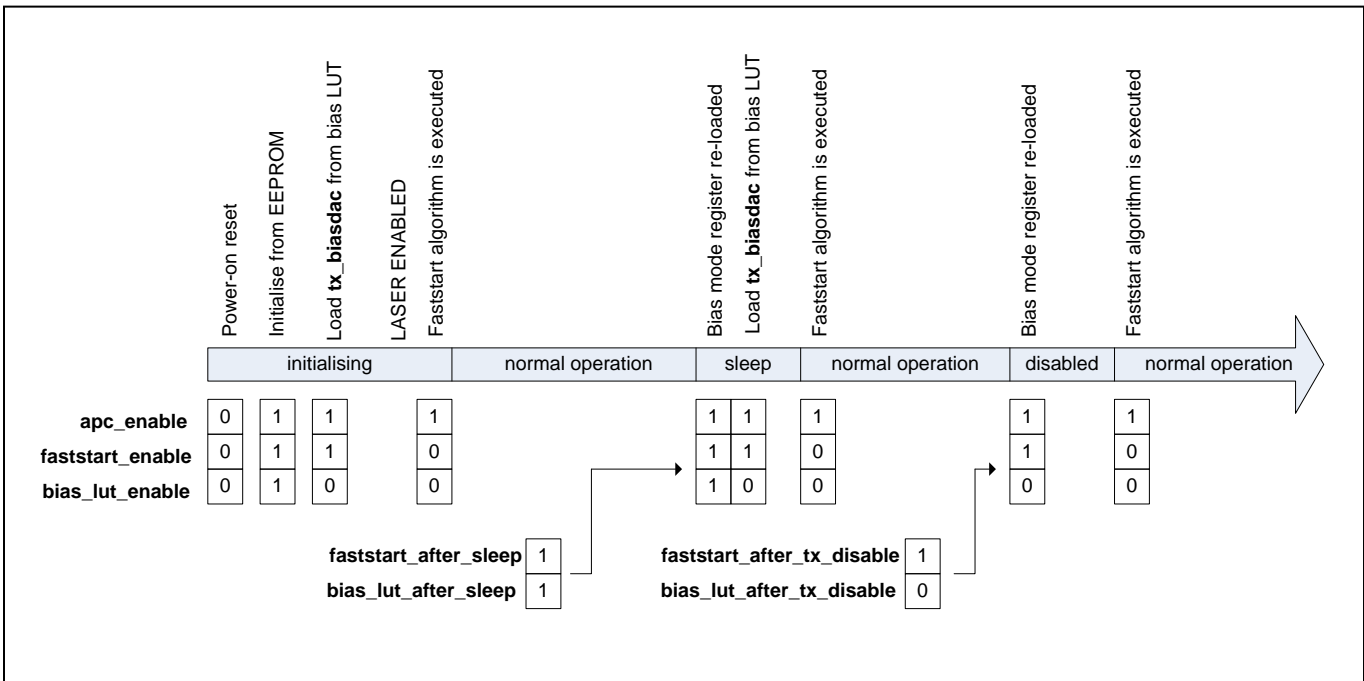 Power-on reset
Initialise from EEPROM
Load tx_biasdac from bias LUT
LASER ENABLED
Faststart algorithm is executed
Bias mode register re-loaded
Load tx_biasdac from bias LUT
Faststart algorithm is executed
Bias mode register re-loaded
Faststart algorithm is executed
initialising normal operation sleep normal operation disabled normal operation
apc_enable 0 1 1 1 1 1 1 1 1
faststart_enable 0 1 1 0 1 1 0 1 0
bias_lut_enable 0 1 0 0 1 0 0 0 0
faststart_after_sleep 1 faststart_after_tx_disable 1
bias_lut_after_sleep 1 bias_lut_after_tx_disable 0